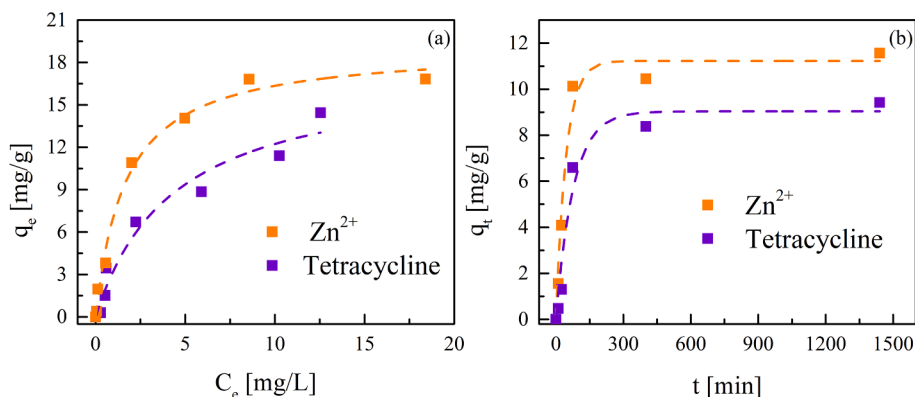 (a)
21
18
15
12
9
6
3
0
qₑ [mg/g]
Zn²⁺
Tetracycline
0 5 10 15 20
Cₑ [mg/L]
(b)
12
10
8
6
4
2
0
qₜ [mg/g]
Zn²⁺
Tetracycline
0 300 600 900 1200 1500
t [min]